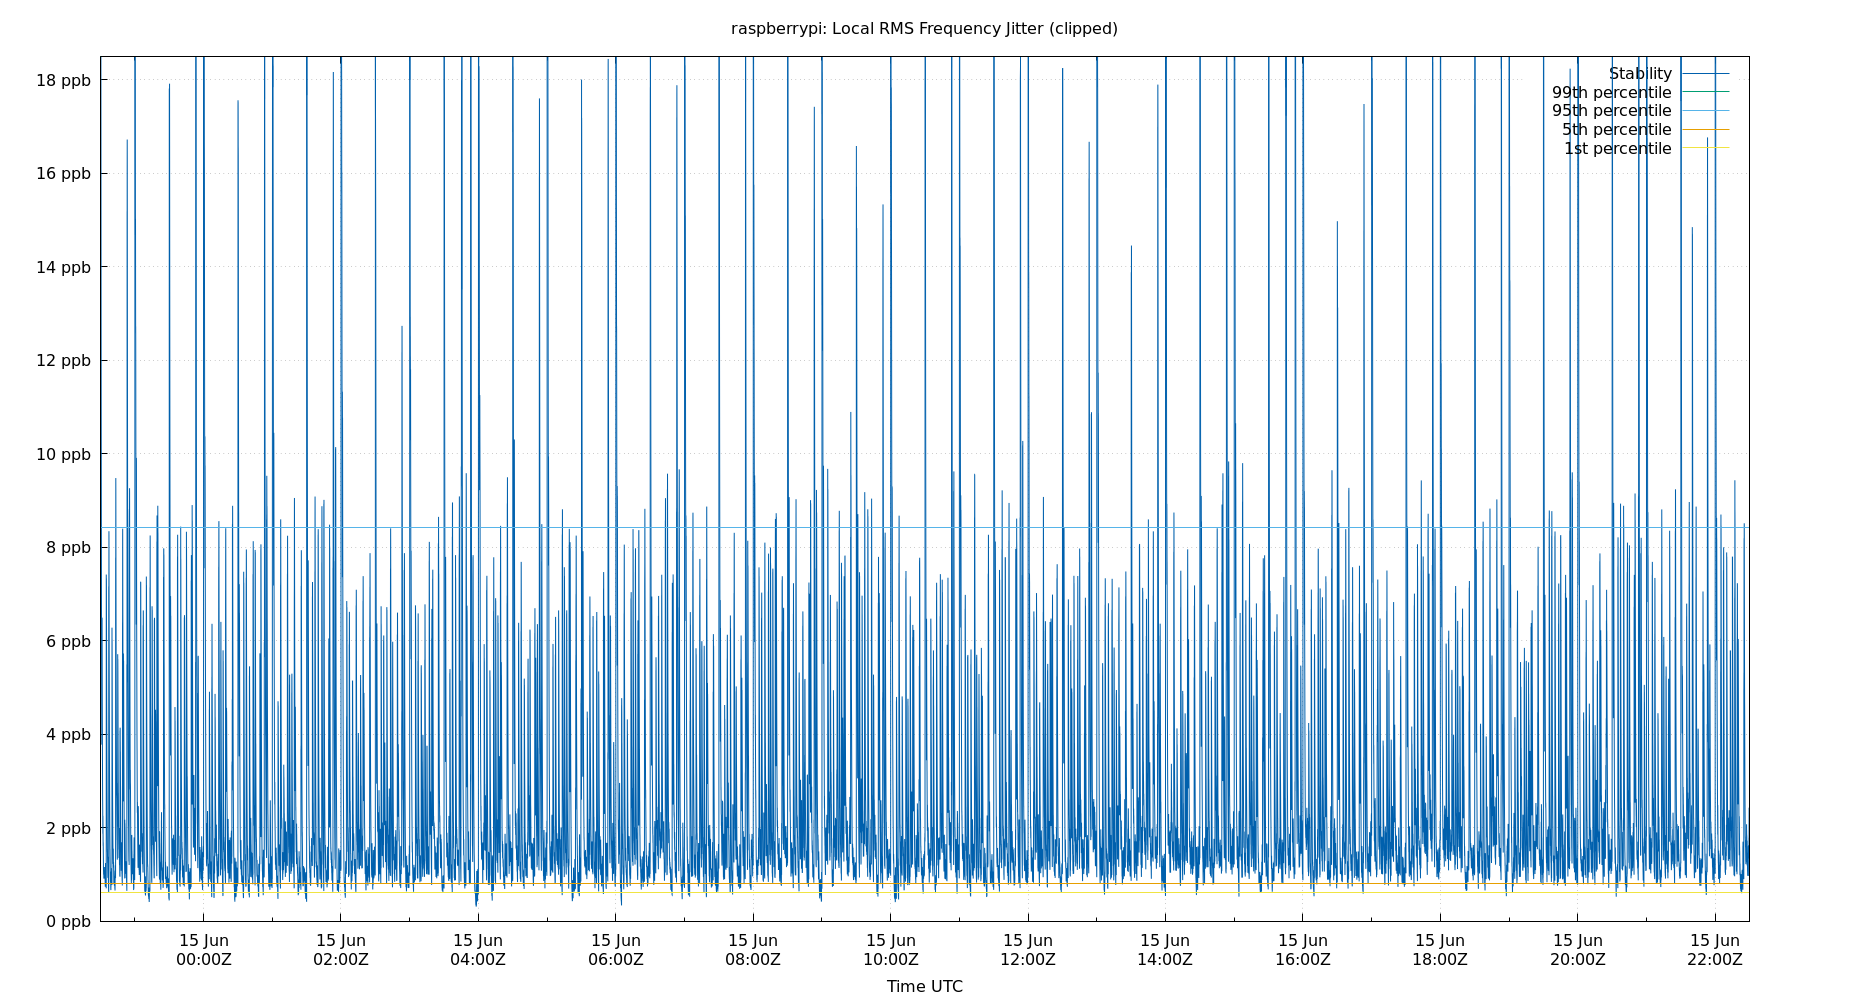 raspberrypi: Local RMS Frequency Jitter (clipped)
18 ppb
16 ppb
14 ppb
12 ppb
10 ppb
8 ppb
6 ppb
4 ppb
2 ppb
0 ppb
Stability
99th percentile
95th percentile
5th percentile
1st percentile
15 Jun 15 Jun 15 Jun 15 Jun 15 Jun 15 Jun 15 Jun 15 Jun 15 Jun 15 Jun 15 Jun 15 Jun
00:00Z 02:00Z 04:00Z 06:00Z 08:00Z 10:00Z 12:00Z 14:00Z 16:00Z 18:00Z 20:00Z 22:00Z
Time UTC